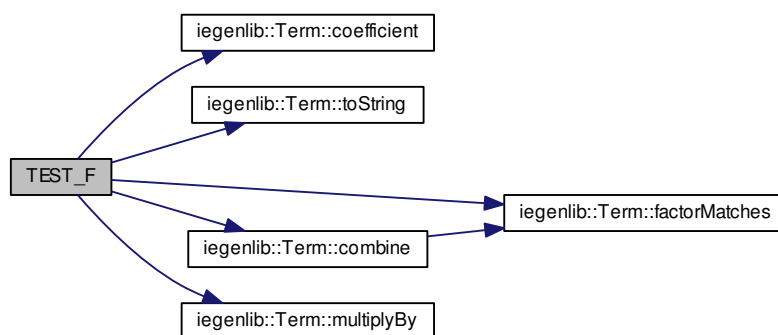 iegenlib::Term::coefficient
iegenlib::Term::toString
TEST_F
iegenlib::Term::factorMatches
iegenlib::Term::combine
iegenlib::Term::multiplyBy